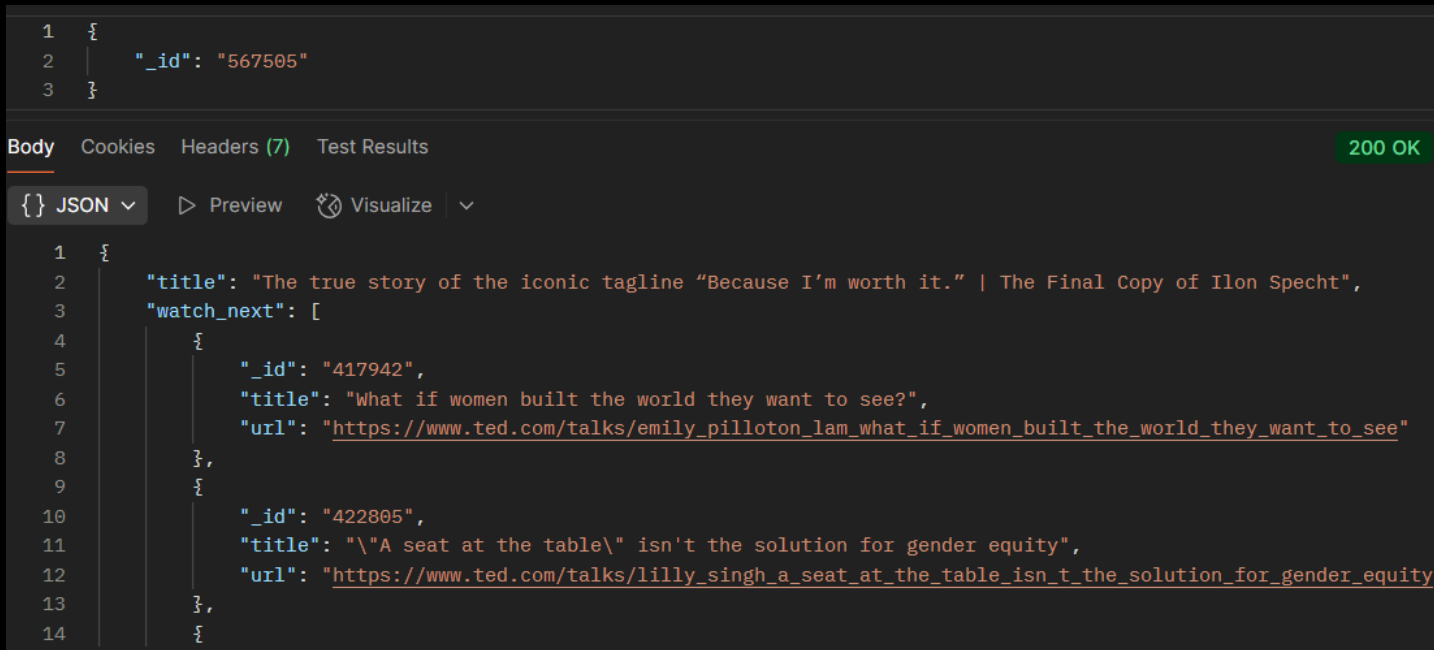 1 {
2 "_id": "567505"
3 }
Body Cookies Headers (7) Test Results 200 OK
{} JSON Preview Visualize
1 {
2 "title": "The true story of the iconic tagline “Because I’m worth it.” | The Final Copy of Ilon Specht",
3 "watch_next": [
4 {
5 "_id": "417942",
6 "title": "What if women built the world they want to see?",
7 "url": "https://www.ted.com/talks/emily_pilloton_lam_what_if_women_built_the_world_they_want_to_see"
8 },
9 {
10 "_id": "422805",
11 "title": "\"A seat at the table\" isn't the solution for gender equity",
12 "url": "https://www.ted.com/talks/lilly_singh_a_seat_at_the_table_isn_t_the_solution_for_gender_equity
13 },
14 {